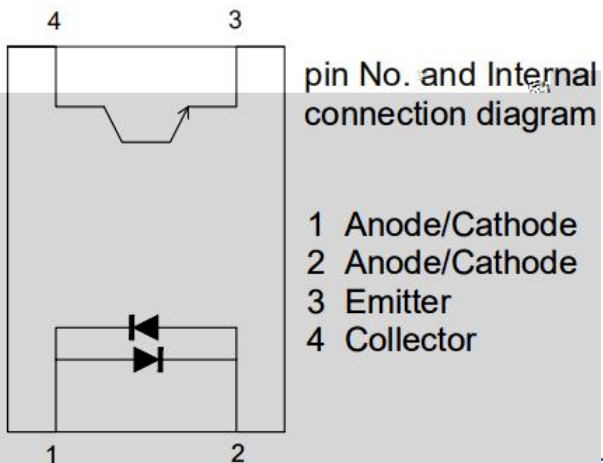 4 3
pin No. and Internal
connection diagram
1 Anode/Cathode
2 Anode/Cathode
3 Emitter
4 Collector
1 2